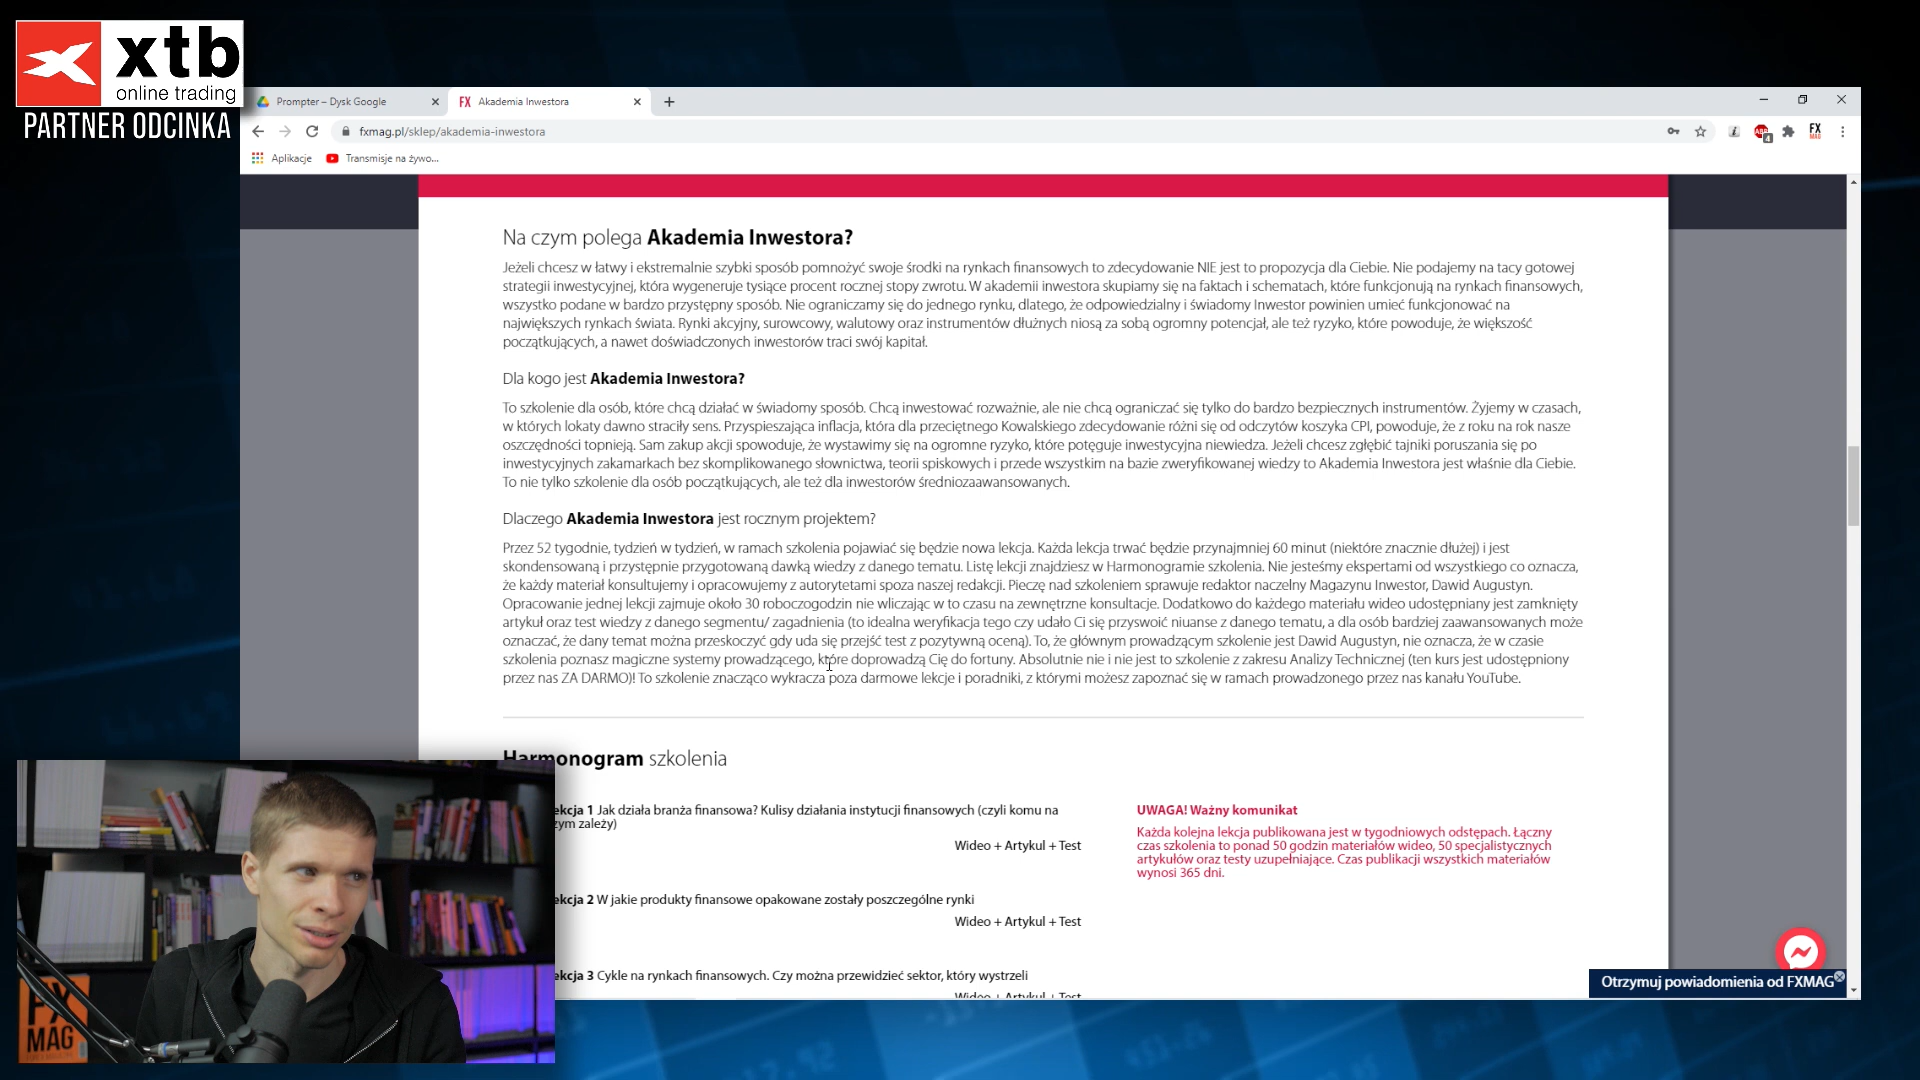 xtb
online trading
PARTNER ODCINKA
Prompter – Dysk Google
FX Akademia Inwestora
fxmag.pl/sklep/akademia-inwestora
FX
MAG
Aplikacje
Transmisje na żywo...
Na czym polega Akademia Inwestora?
Jeżeli chcesz w łatwy i ekstremalnie szybki sposób pomnożyć swoje środki na rynkach finansowych to zdecydowanie NIE jest to propozycja dla Ciebie. Nie podajemy na tacy gotowej
strategii inwestycyjnej, która wygeneruje tysiące procent rocznej stopy zwrotu. W akademii inwestora skupiamy się na faktach i schematach, które funkcjonują na rynkach finansowych,
wszystko podane w bardzo przystępny sposób. Nie ograniczamy się do jednego rynku, dlatego, że odpowiedzialny i świadomy Inwestor powinien umieć funkcjonować na
największych rynkach świata. Rynki akcyjny, surowcowy, walutowy oraz instrumentów dłużnych niosą za sobą ogromny potencjał, ale też ryzyko, które powoduje, że większość
początkujących, a nawet doświadczonych inwestorów traci swój kapitał.
Dla kogo jest Akademia Inwestora?
To szkolenie dla osób, które chcą działać w świadomy sposób. Chcą inwestować rozważnie, ale nie chcą ograniczać się tylko do bardzo bezpiecznych instrumentów. Żyjemy w czasach,
w których lokaty dawno straciły sens. Przyspieszająca inflacja, która dla przeciętnego Kowalskiego zdecydowanie różni się od odczytów koszyka CPI, powoduje, że z roku na rok nasze
oszczędności topnieją. Sam zakup akcji spowoduje, że wystawimy się na ogromne ryzyko, które potęguje inwestycyjna niewiedza. Jeżeli chcesz zgłębić tajniki poruszania się po
inwestycyjnych zakamarkach bez skomplikowanego słownictwa, teorii spiskowych i przede wszystkim na bazie zweryfikowanej wiedzy to Akademia Inwestora jest właśnie dla Ciebie.
To nie tylko szkolenie dla osób początkujących, ale też dla inwestorów średniozaawansowanych.
Dlaczego Akademia Inwestora jest rocznym projektem?
Przez 52 tygodnie, tydzień w tydzień, w ramach szkolenia pojawiać się będzie nowa lekcja. Każda lekcja trwać będzie przynajmniej 60 minut (niektóre znacznie dłużej) i jest
skondensowaną i przystępnie przygotowaną dawką wiedzy z danego tematu. Listę lekcji znajdziesz w Harmonogramie szkolenia. Nie jesteśmy ekspertami od wszystkiego co oznacza,
że każdy materiał konsultujemy i opracowujemy z autorytetami spoza naszej redakcji. Pieczę nad szkoleniem sprawuje redaktor naczelny Magazynu Inwestor, Dawid Augustyn.
Opracowanie jednej lekcji zajmuje około 30 roboczogodzin nie wliczając w to czasu na zewnętrzne konsultacje. Dodatkowo do każdego materiału wideo udostępniany jest zamknięty
artykuł oraz test wiedzy z danego segmentu/ zagadnienia (to idealna weryfikacja tego czy udało Ci się przyswoić niuanse z danego tematu, a dla osób bardziej zaawansowanych może
oznaczać, że dany temat można przeskoczyć gdy uda się przejść test z pozytywną oceną). To, że głównym prowadzącym szkolenie jest Dawid Augustyn, nie oznacza, że w czasie
szkolenia poznasz magiczne systemy prowadzącego, które doprowadzą Cię do fortuny. Absolutnie nie i nie jest to szkolenie z zakresu Analizy Technicznej (ten kurs jest udostępniony
przez nas ZA DARMO)! To szkolenie znacząco wykracza poza darmowe lekcje i poradniki, z którymi możesz zapoznać się w ramach prowadzonego przez nas kanału YouTube.
Harmonogram szkolenia
ekcja 1 Jak działa branża finansowa? Kulisy działania instytucji finansowych (czyli komu na
zym zależy)
Wideo + Artykuł + Test
UWAGA! Ważny komunikat
Każda kolejna lekcja publikowana jest w tygodniowych odstępach. Łączny
czas szkolenia to ponad 50 godzin materiałów wideo, 50 specjalistycznych
artykułów oraz testy uzupełniające. Czas publikacji wszystkich materiałów
wynosi 365 dni.
ekcja 2 W jakie produkty finansowe opakowane zostały poszczególne rynki
Wideo + Artykuł + Test
ekcja 3 Cykle na rynkach finansowych. Czy można przewidzieć sektor, który wystrzeli
Wideo + Artykuł + Test
Otrzymuj powiadomienia od FXMAG
FX
MAG